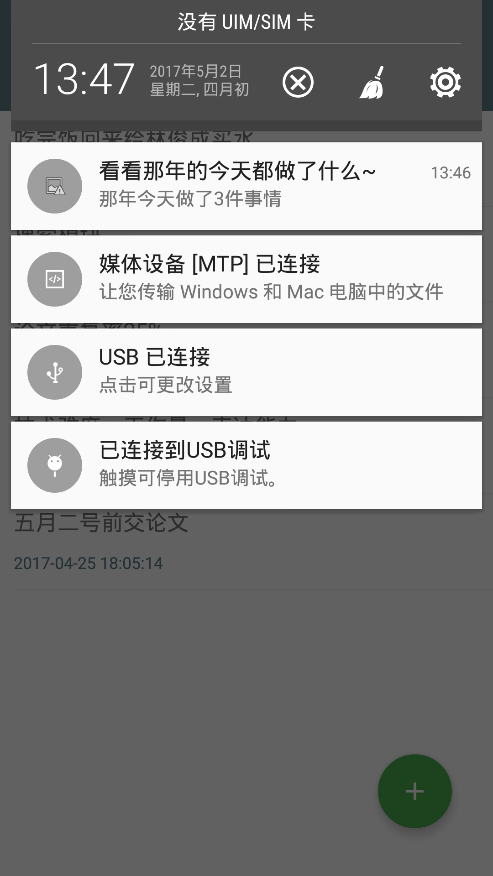 没有 UIM/SIM 卡
13:47
2017年5月2日
星期二, 四月初
看看那年的今天都做了什么~
13:46
那年今天做了3件事情
媒体设备 [MTP] 已连接
让您传输 Windows 和 Mac 电脑中的文件
USB 已连接
点击可更改设置
已连接到USB调试
触摸可停用USB调试。
五月二号前交论文
2017-04-25 18:05:14